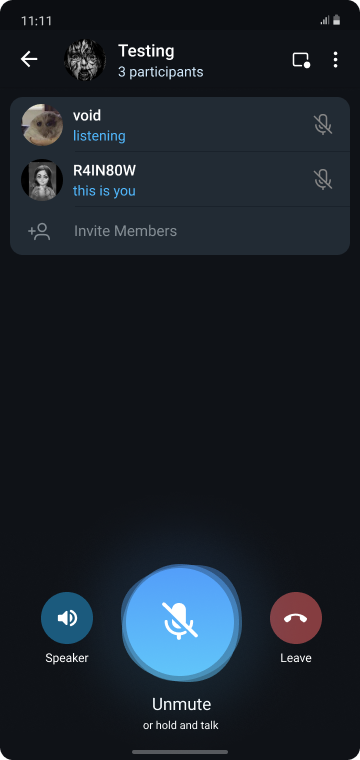 11:11
Testing
3 participants
void
listening
R4IN80W
this is you
Invite Members
Speaker
Leave
Unmute
or hold and talk